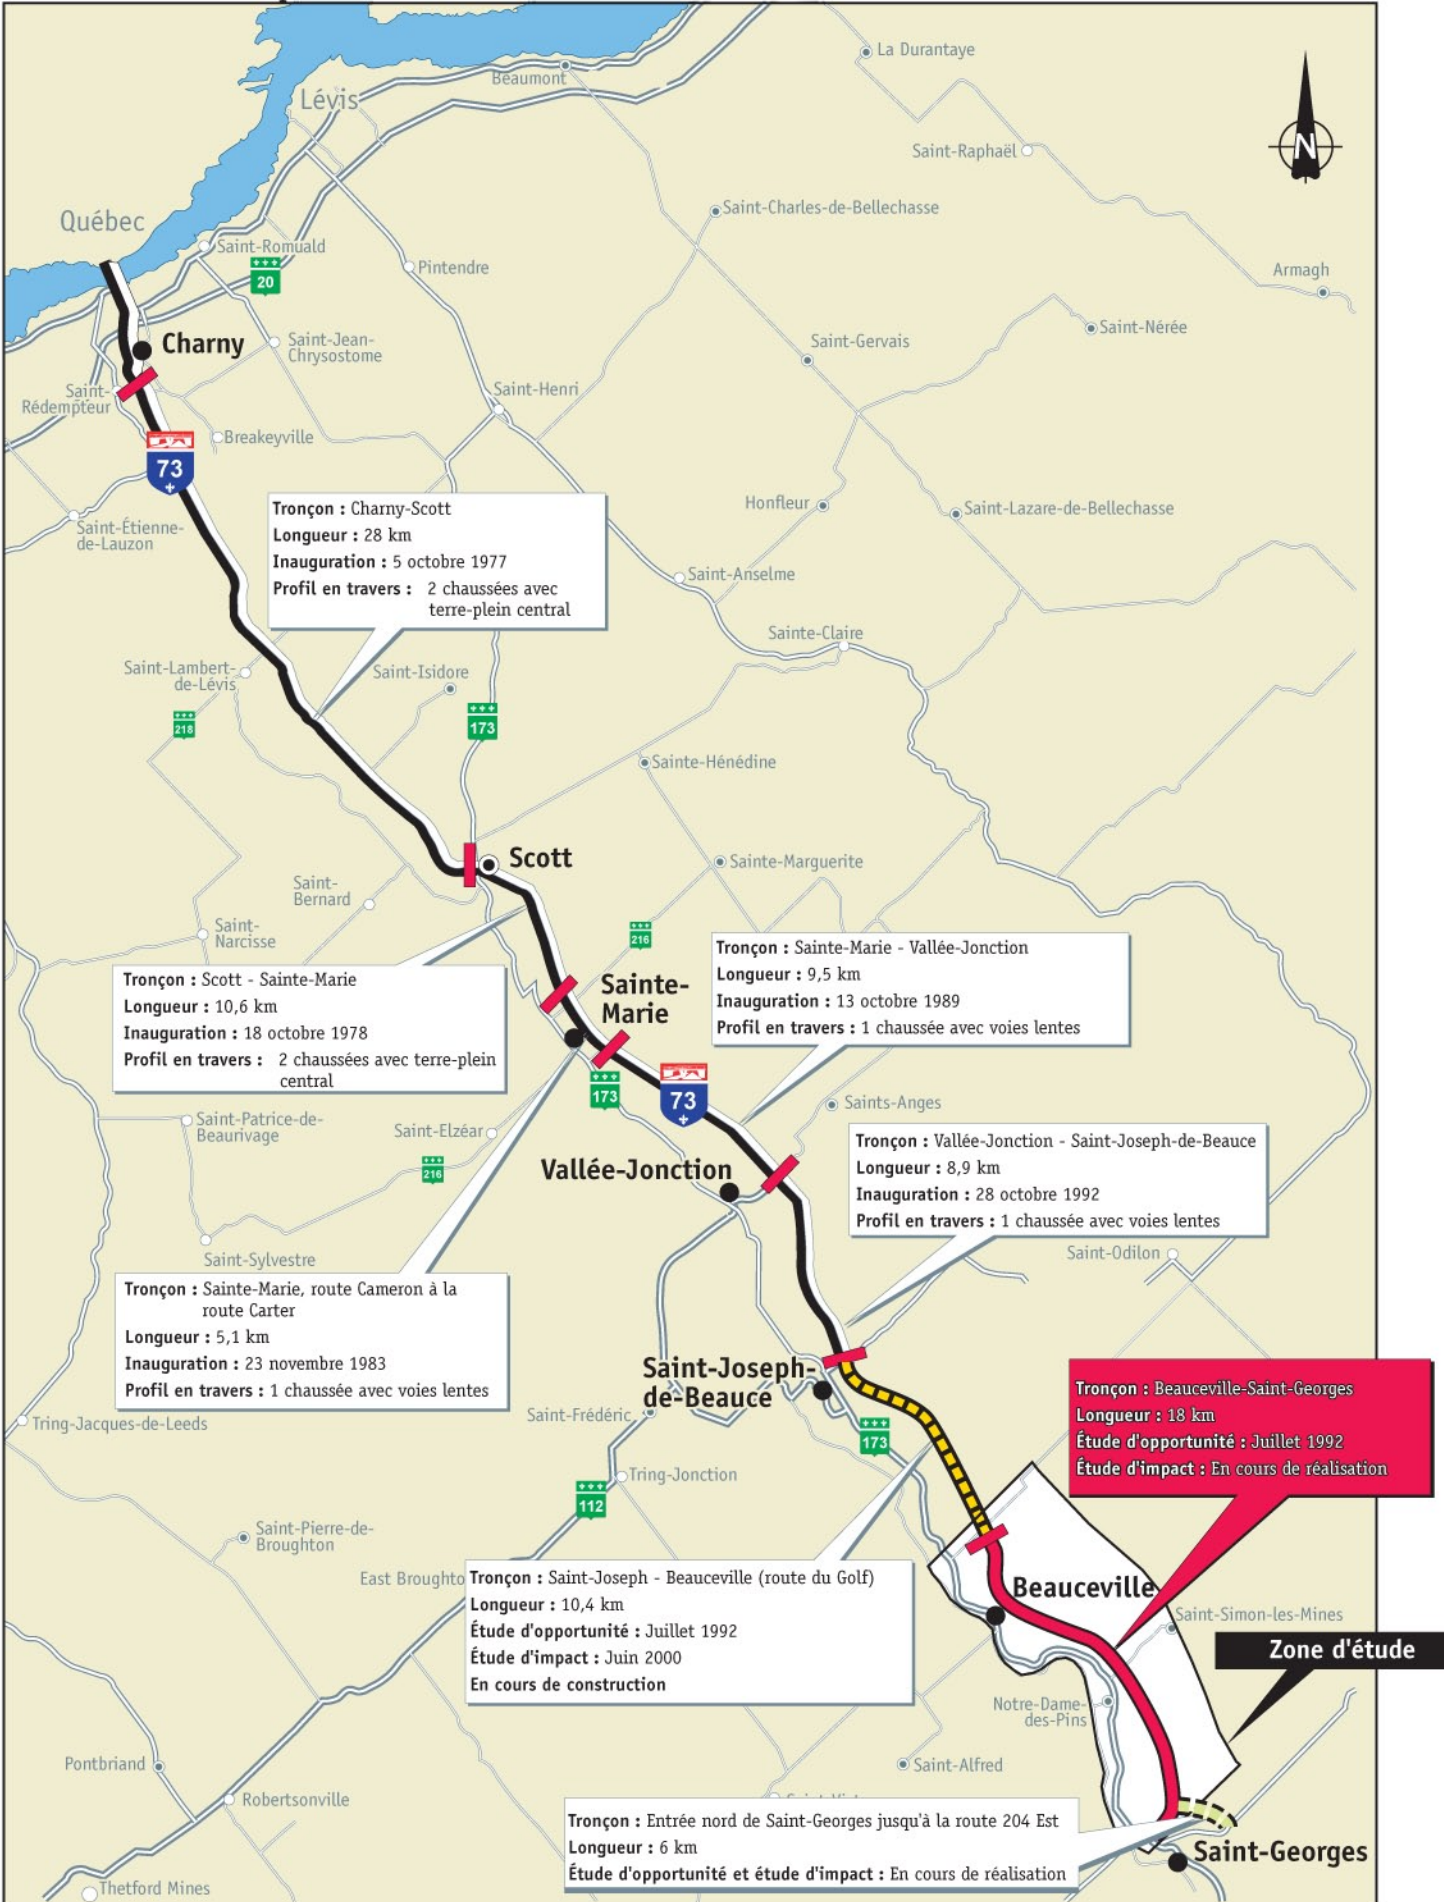 La Durantaye
Beaumont
Lévis
N
Saint-Raphaël
Saint-Charles-de-Bellechasse
Québec
Saint-Romuald
20
Pintendre
Armagh
Saint-Nérée
Charny
Saint-Jean-
Chrysostome
Saint-Gervais
Saint-
Rédempteur
Saint-Henri
Breakeyville
73
Saint-Étienne-
de-Lauzon
Honfleur
Saint-Lazare-de-Bellechasse
Tronçon : Charny-Scott
Longueur : 28 km
Inauguration : 5 octobre 1977
Profil en travers : 2 chaussées avec
terre-plein central
Saint-Anselme
Sainte-Claire
Saint-Lambert-
de-Lévis
Saint-Isidore
218
173
Sainte-Hénédine
Scott
Sainte-Marguerite
Saint-
Bernard
Saint-
Narcisse
216
Tronçon : Scott - Sainte-Marie
Longueur : 10,6 km
Inauguration : 18 octobre 1978
Profil en travers : 2 chaussées avec terre-plein
central
Sainte-
Marie
Tronçon : Sainte-Marie - Vallée-Jonction
Longueur : 9,5 km
Inauguration : 13 octobre 1989
Profil en travers : 1 chaussée avec voies lentes
173
73
Saints-Anges
Saint-Patrice-de-
Beaurivage
Saint-Elzéar
216
Vallée-Jonction
Tronçon : Vallée-Jonction - Saint-Joseph-de-Beauce
Longueur : 8,9 km
Inauguration : 28 octobre 1992
Profil en travers : 1 chaussée avec voies lentes
Saint-Sylvestre
Saint-Odilon
Tronçon : Sainte-Marie, route Cameron à la
route Carter
Longueur : 5,1 km
Inauguration : 23 novembre 1983
Profil en travers : 1 chaussée avec voies lentes
Saint-Joseph-
de-Beauce
Tring-Jacques-de-Leeds
Saint-Frédéric
173
Tronçon : Beauceville-Saint-Georges
Longueur : 18 km
Étude d'opportunité : Juillet 1992
Étude d'impact : En cours de réalisation
Tring-Jonction
112
Saint-Pierre-de-
Broughton
East Broughto
Tronçon : Saint-Joseph - Beauceville (route du Golf)
Longueur : 10,4 km
Étude d'opportunité : Juillet 1992
Étude d'impact : Juin 2000
En cours de construction
Beauceville
Saint-Simon-les-Mines
Zone d'étude
Notre-Dame-
des-Pins
Pontbriand
Saint-Alfred
Robertsonville
Tronçon : Entrée nord de Saint-Georges jusqu'à la route 204 Est
Longueur : 6 km
Étude d'opportunité et étude d'impact : En cours de réalisation
Saint-Georges
Thetford Mines